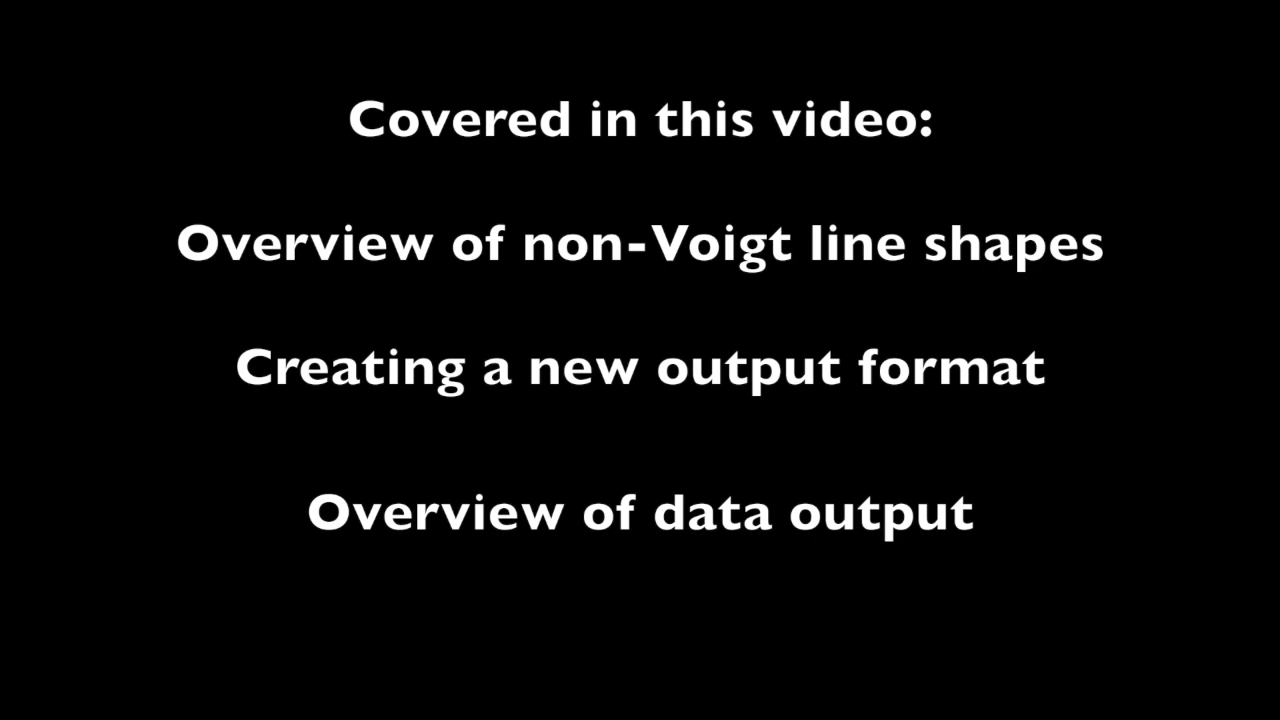 Covered in this video:
Overview of non-Voigt line shapes
Creating a new output format
Overview of data output